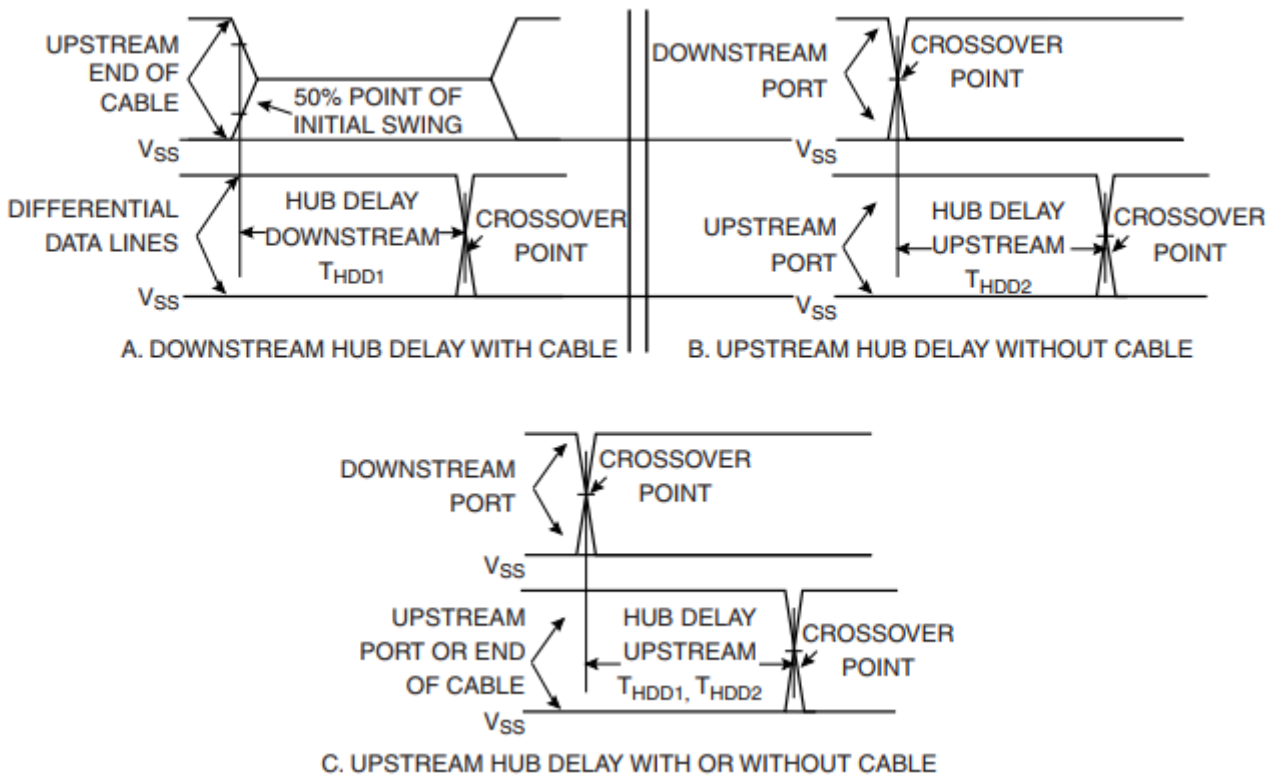 UPSTREAM
END OF
CABLE
50% POINT OF
INITIAL SWING
VSS
DIFFERENTIAL
DATA LINES
HUB DELAY
DOWNSTREAM
THDD1
CROSSOVER
POINT
VSS
A. DOWNSTREAM HUB DELAY WITH CABLE
DOWNSTREAM
PORT
CROSSOVER
POINT
VSS
UPSTREAM
PORT
HUB DELAY
UPSTREAM
THDD2
CROSSOVER
POINT
VSS
B. UPSTREAM HUB DELAY WITHOUT CABLE
DOWNSTREAM
PORT
CROSSOVER
POINT
VSS
UPSTREAM
PORT OR END
OF CABLE
HUB DELAY
UPSTREAM
THDD1, THDD2
CROSSOVER
POINT
VSS
C. UPSTREAM HUB DELAY WITH OR WITHOUT CABLE